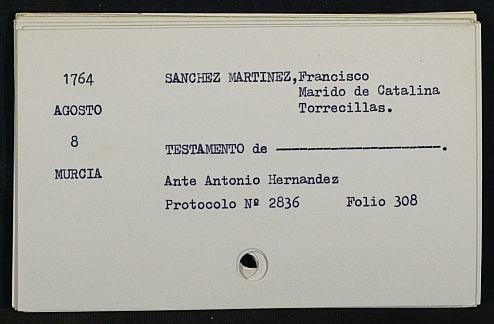 1764 SANCHEZ MARTINEZ,Francisco
Marido de Catalina
AGOSTO Torrecillas.
8 TESTAMENTO de ————————————————————.
MURCIA Ante Antonio Hernandez
Protocolo Nº 2836 Folio 308